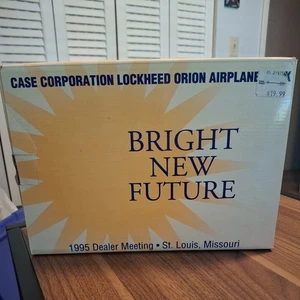 CASE CORPORATION LOCKHEED ORION AIRPLANE
BRIGHT
NEW
FUTURE
1995 Dealer Meeting • St. Louis, Missouri